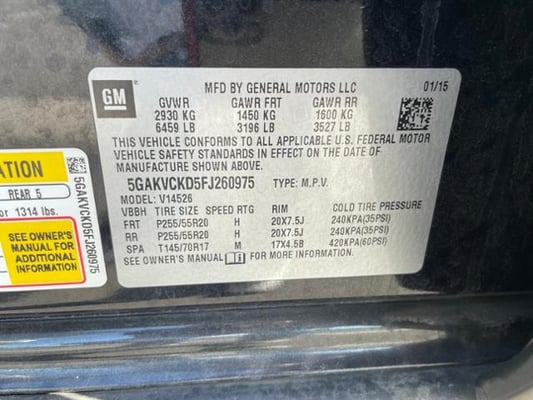 GM
MFD BY GENERAL MOTORS LLC 01/15
GVWR GAWR FRT GAWR RR
2930 KG 1450 KG 1600 KG
6459 LB 3196 LB 3527 LB
THIS VEHICLE CONFORMS TO ALL APPLICABLE U.S. FEDERAL MOTOR
VEHICLE SAFETY STANDARDS IN EFFECT ON THE DATE OF
MANUFACTURE SHOWN ABOVE.
5GAKVCKD5FJ260975 TYPE: M.P.V.
MODEL: V14526
VBBH TIRE SIZE SPEED RTG RIM COLD TIRE PRESSURE
FRT P255/55R20 H 20X7.5J 240KPA(35PSI)
RR P255/55R20 H 20X7.5J 240KPA(35PSI)
SPA T145/70R17 M 17X4.5B 420KPA(60PSI)
SEE OWNER'S MANUAL FOR MORE INFORMATION.
ATION
REAR 5
or 1314 lbs.
SEE OWNER'S
MANUAL FOR
ADDITIONAL
INFORMATION
5GAKVCKD5FJ260975